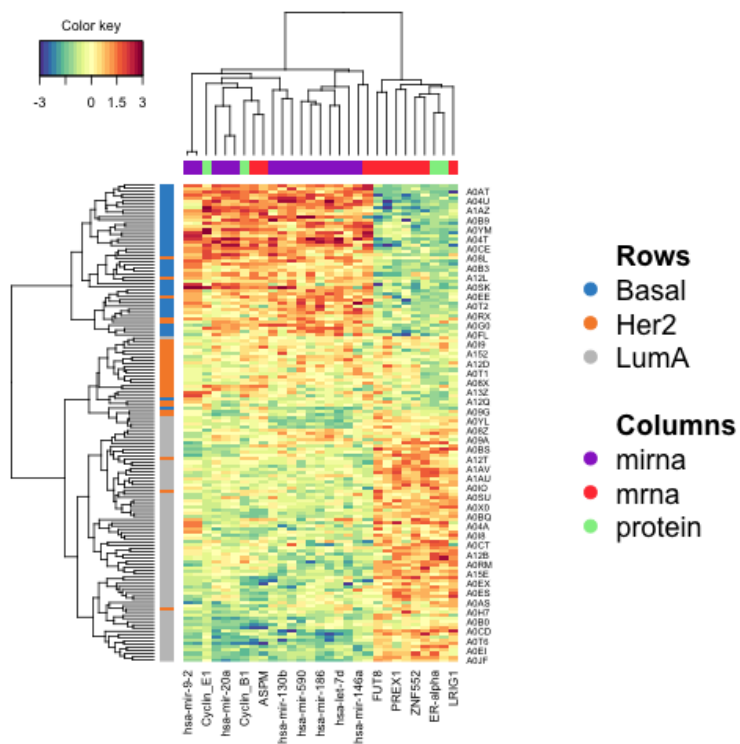 Color key
-3 0 1.5 3
A0AT
A04U
A1AZ
A0B9
A0YM
A04T
A0CE
A08L
A0B3
A12L
A0SK
A0EE
A0T2
A0RX
A0G0
A0FL
A0I9
A152
A12D
A0T1
A08X
A13Z
A12Q
A09G
A0YL
A08Z
A09A
A0BS
A12T
A1AV
A1AU
A0IO
A0SU
A0X0
A0BQ
A04A
A0I8
A0CT
A12B
A0RM
A15E
A0EX
A0ES
A0AS
A0H7
A0B0
A0CD
A0T6
A0EI
A0JF
hsa-mir-9-2
Cyclin_E1
hsa-mir-20a
Cyclin_B1
ASPM
hsa-mir-130b
hsa-mir-590
hsa-mir-186
hsa-let-7d
hsa-mir-146a
FUT8
PREX1
ZNF552
ER-alpha
LRIG1
Rows
Basal
Her2
LumA
Columns
mirna
mrna
protein